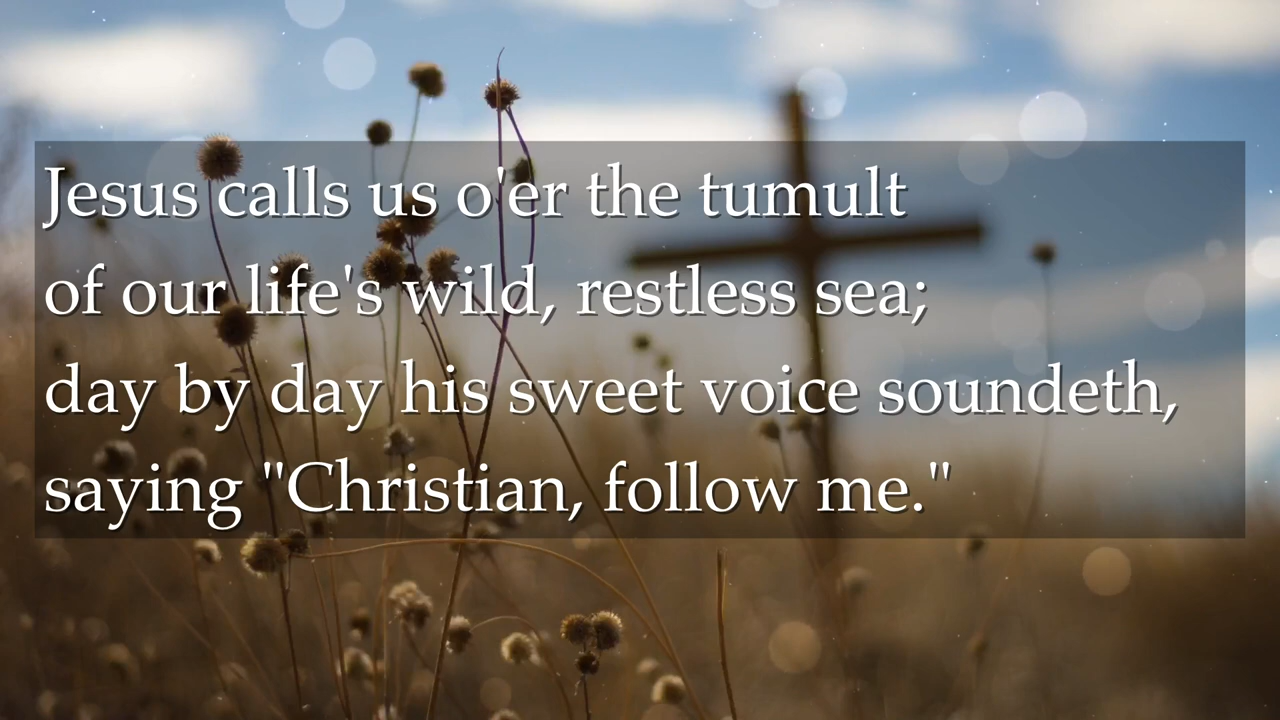 Jesus calls us o'er the tumult
of our life's wild, restless sea;
day by day his sweet voice soundeth,
saying "Christian, follow me."